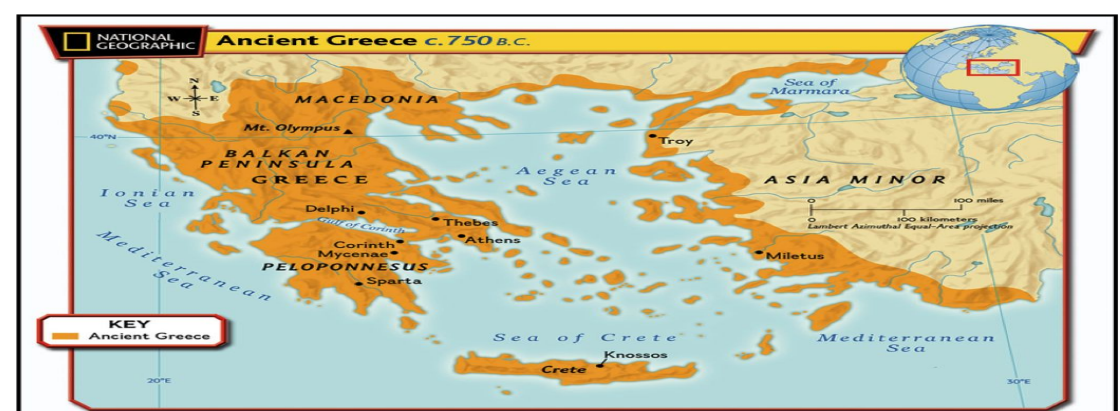 NATIONAL
GEOGRAPHIC
Ancient Greece c.750 B.C.
N
W E
S
MACEDONIA
Sea of
Marmara
40°N
Mt. Olympus
Troy
BALKAN
PENINSULA
GREECE
Aegean
Sea
ASIA MINOR
Ionian
Sea
0 100 miles
0 100 kilometers
Lambert Azimuthal Equal-Area projection
Delphi
Gulf of Corinth
Thebes
Athens
Corinth
Mycenae
Miletus
PELOPONNESUS
Sparta
Mediterranean
Sea
KEY
Ancient Greece
Sea of Crete
Mediterranean
Sea
Knossos
Crete
20°E
30°E